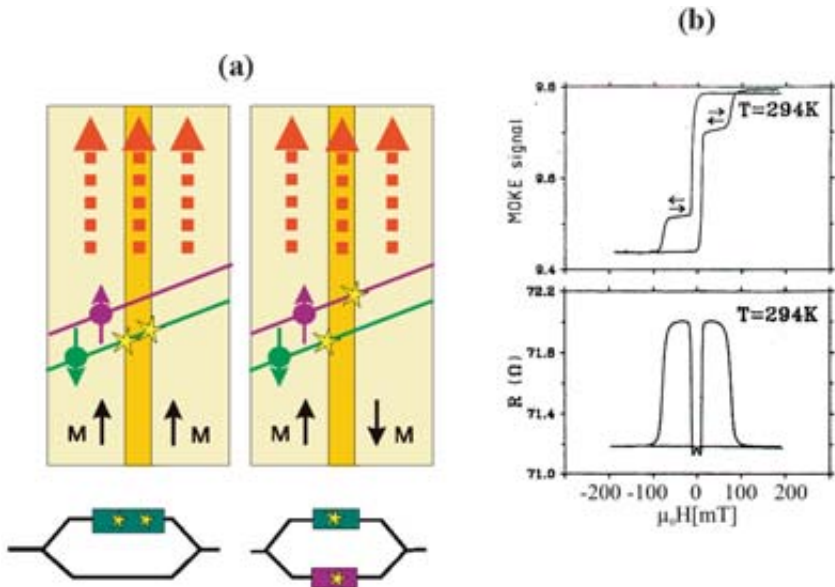 (a)
M
M
M
M
(b)
9.8
9.6
9.4
MOKE signal
T=294K
72.2
71.8
71.4
71.0
R (Ω)
T=294K
-200 -100 0 100 200
μ₀H[mT]